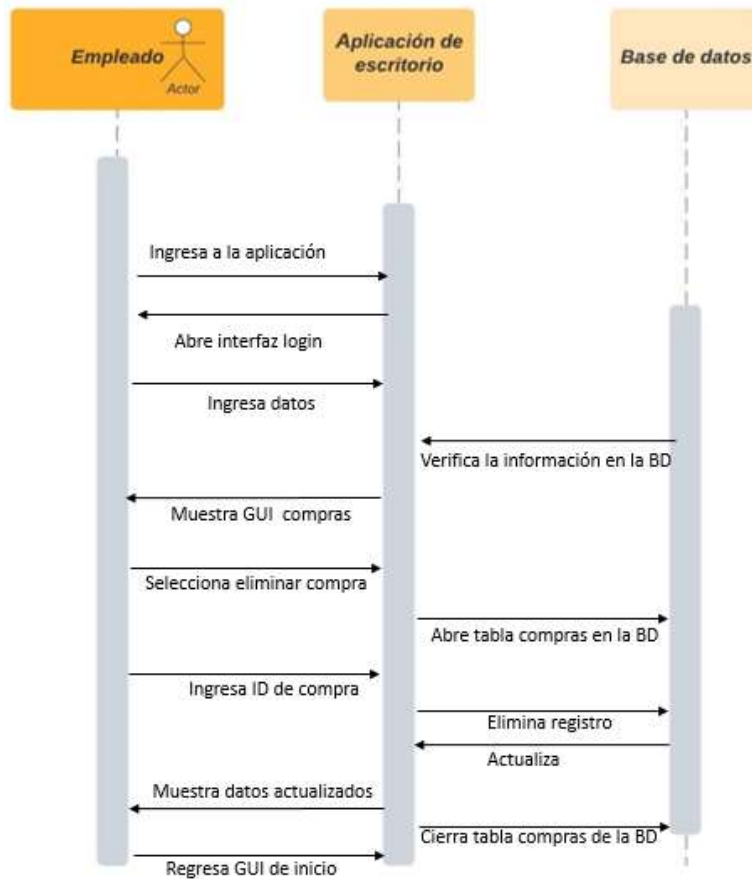 Empleado
Actor
Aplicación de
escritorio
Base de datos
Ingresa a la aplicación
Abre interfaz login
Ingresa datos
Verifica la información en la BD
Muestra GUI compras
Selecciona eliminar compra
Abre tabla compras en la BD
Ingresa ID de compra
Elimina registro
Actualiza
Muestra datos actualizados
Cierra tabla compras de la BD
Regresa GUI de inicio